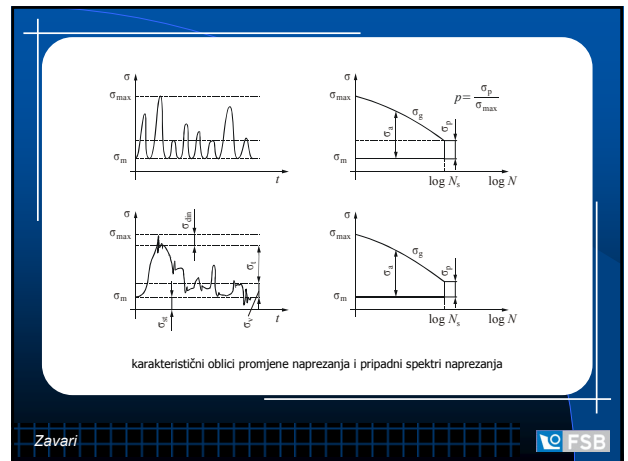 σ
σmax
σm
t
σ
σmax
σm
σa
σg
σp
p = σp / σmax
log Ns
log N
σ
σmax
σm
σdin
σt
σst
σv
t
σ
σmax
σm
σa
σg
σp
log Ns
log N
karakteristični oblici promjene naprezanja i pripadni spektri naprezanja
Zavari
FSB